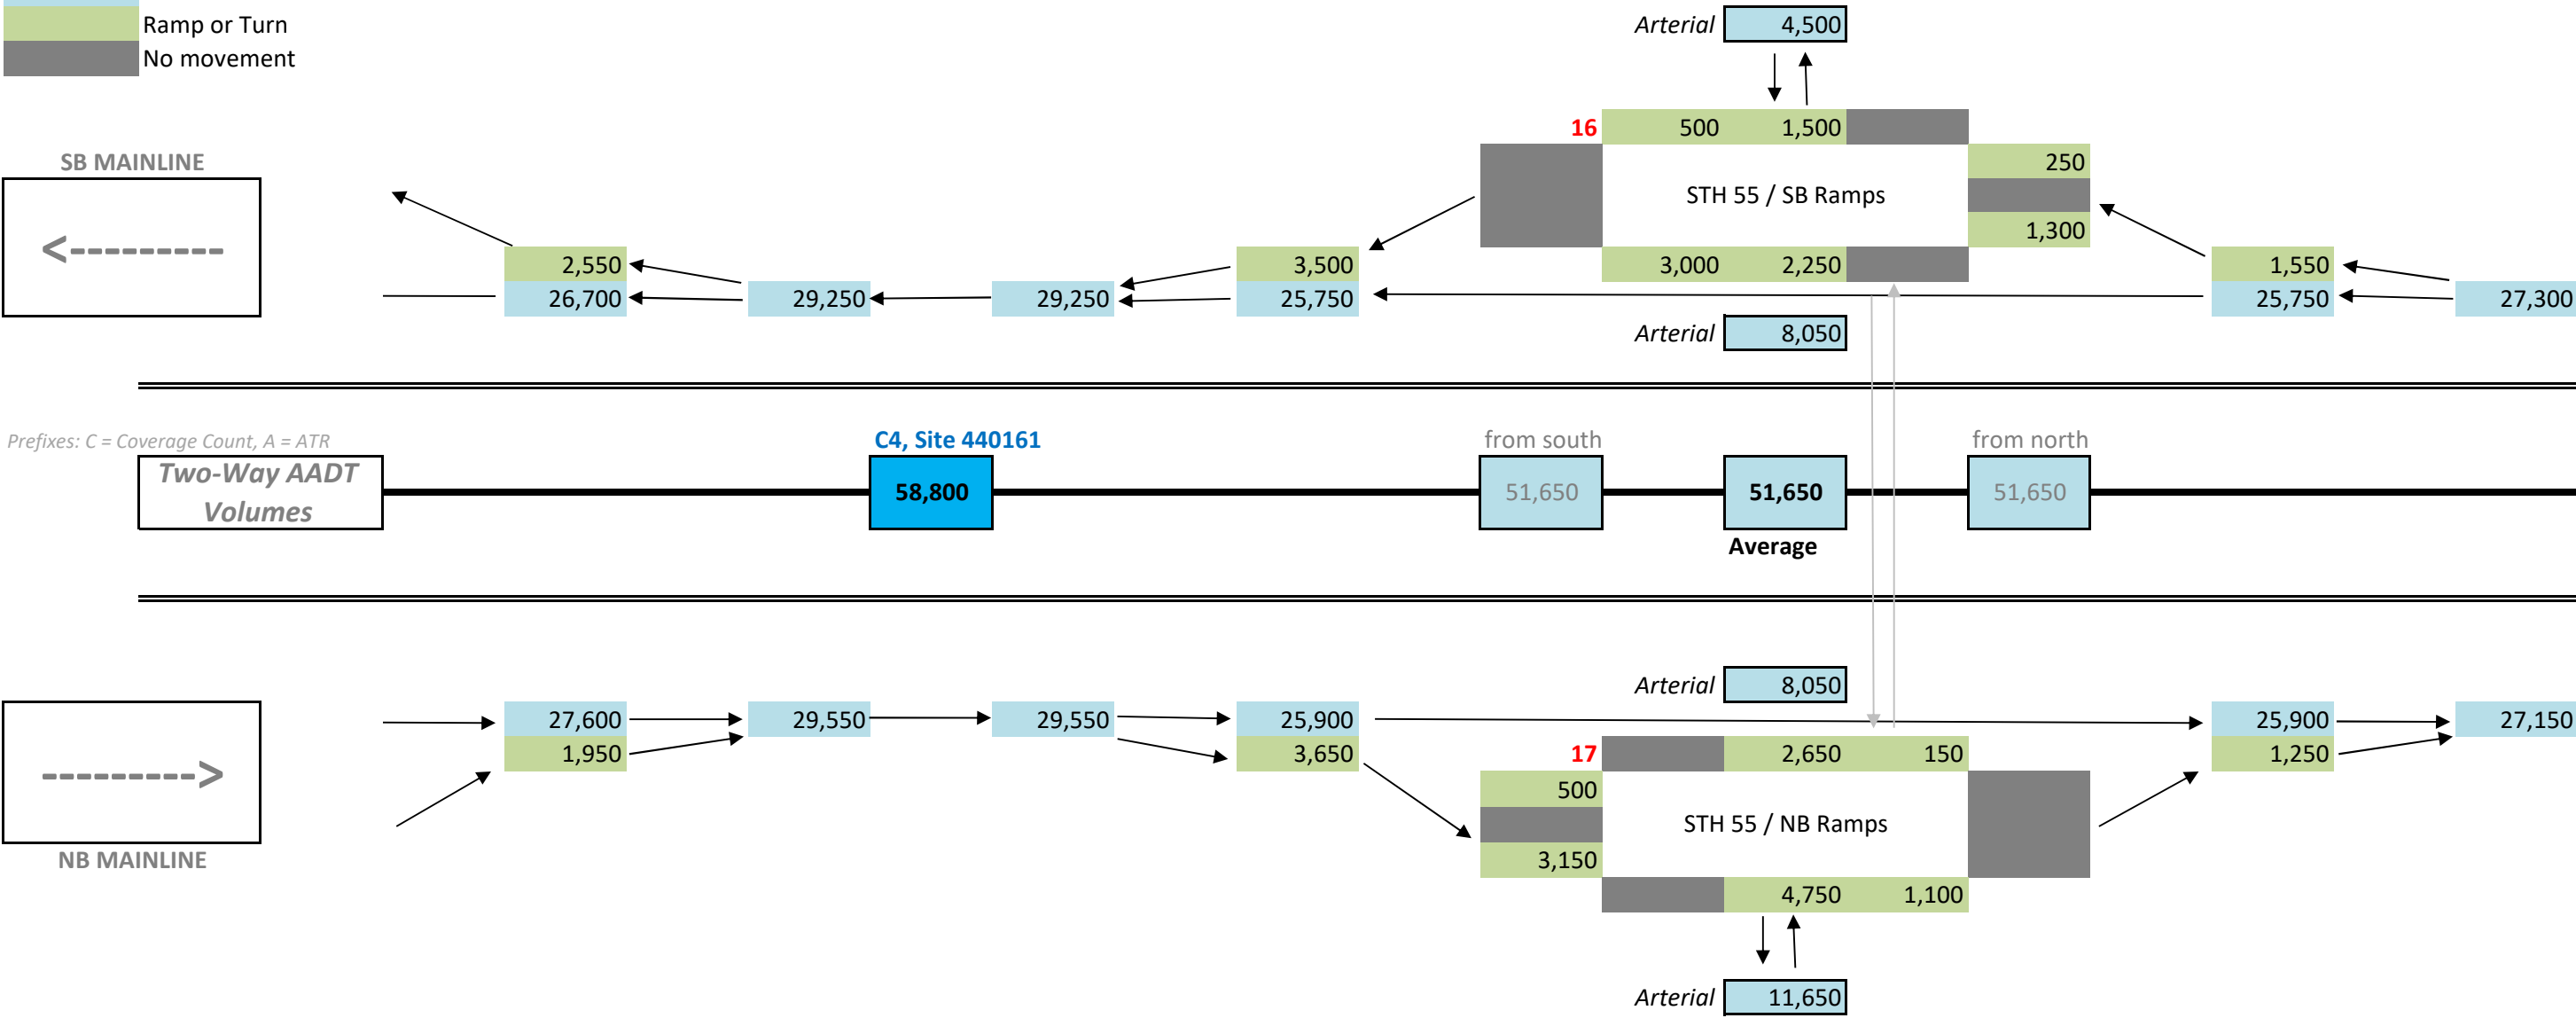 Ramp or Turn
No movement
Arterial 4,500
16 500 1,500
SB MAINLINE
250
STH 55 / SB Ramps
<---------
1,300
2,550 3,500 3,000 2,250 1,550
26,700 29,250 29,250 25,750 25,750 27,300
Arterial 8,050
Prefixes: C = Coverage Count, A = ATR C4, Site 440161 from south from north
Two-Way AADT
Volumes
58,800 51,650 51,650 51,650
Average
Arterial 8,050
27,600 29,550 29,550 25,900 25,900 27,150
1,950 3,650 17 2,650 150 1,250
--------->
500
STH 55 / NB Ramps
NB MAINLINE
3,150
4,750 1,100
Arterial 11,650